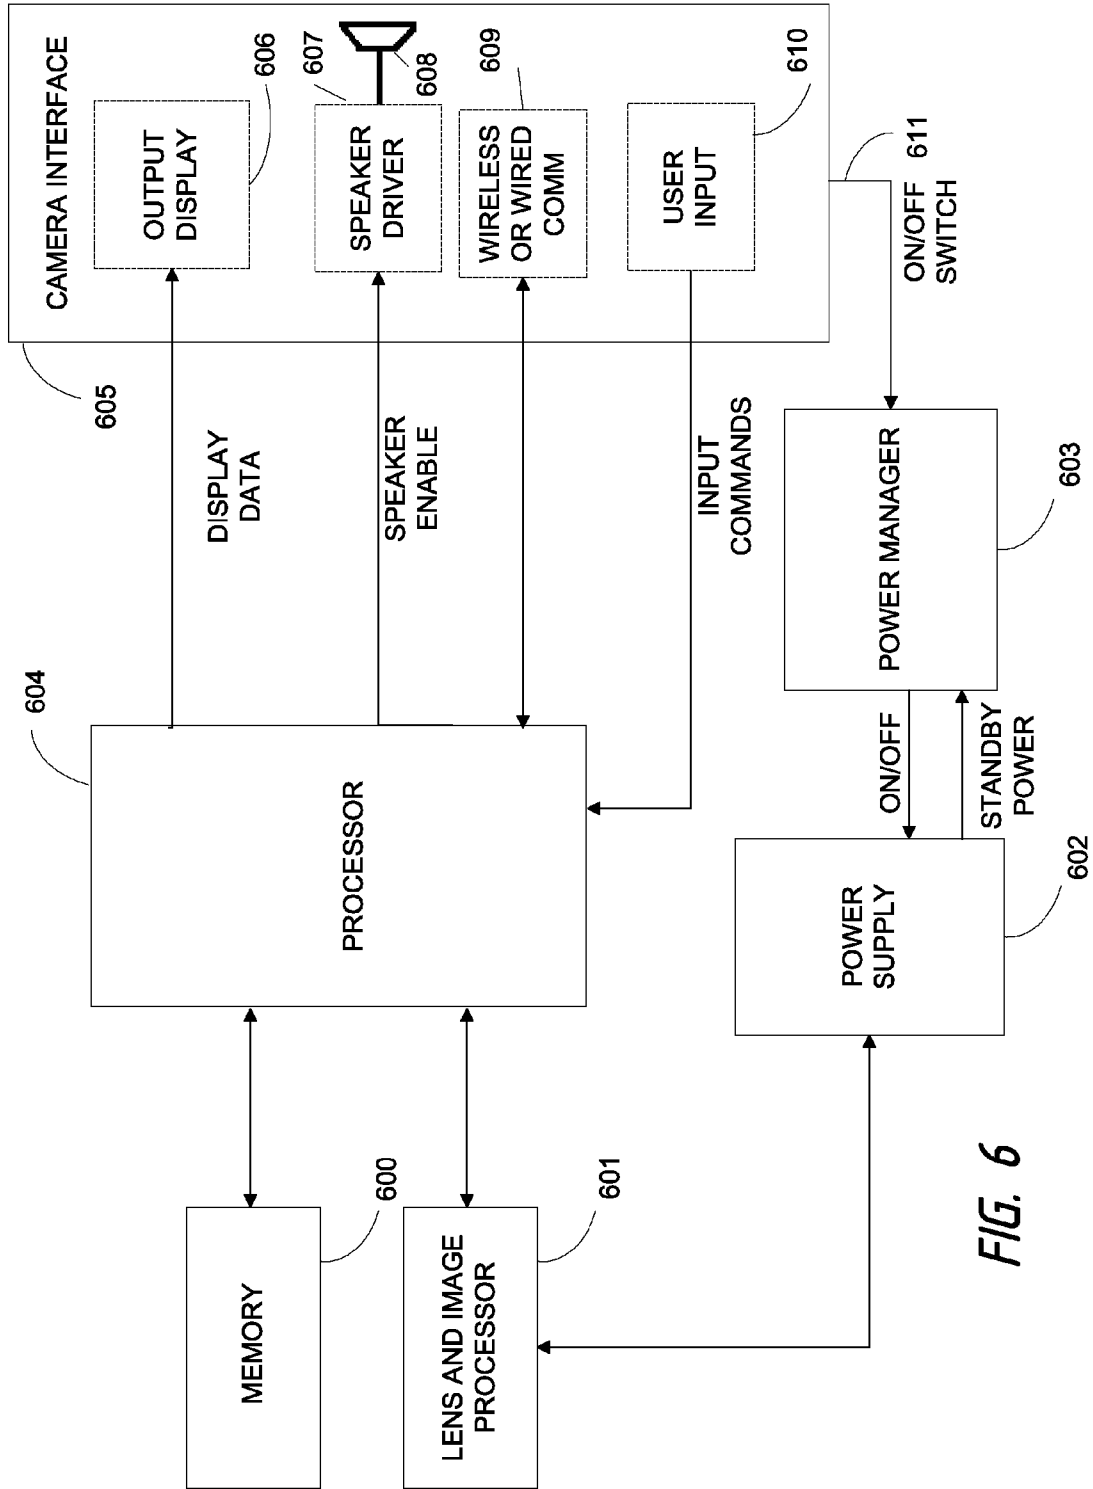 CAMERA INTERFACE
605
OUTPUT
DISPLAY
606
SPEAKER
DRIVER
607
608
WIRELESS
OR WIRED
COMM
609
USER
INPUT
610
611
ON/OFF
SWITCH
DISPLAY
DATA
SPEAKER
ENABLE
INPUT
COMMANDS
POWER MANAGER
603
604
PROCESSOR
ON/OFF
STANDBY
POWER
POWER
SUPPLY
602
MEMORY
600
LENS AND IMAGE
PROCESSOR
601
FIG. 6